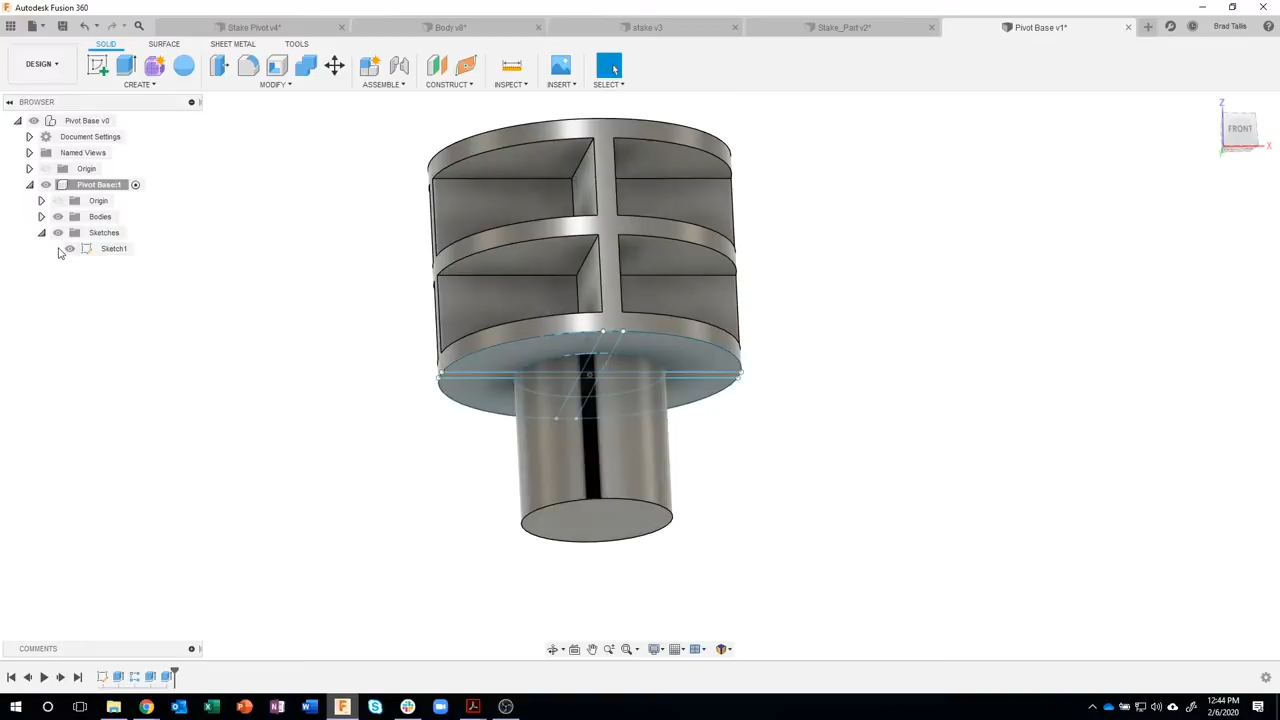 Autodesk Fusion 360
Stake Pivot v4*
Body v8*
stake v3
Stake_Part v2*
Pivot Base v1*
Brad Tallis
SOLID
SURFACE
SHEET METAL
TOOLS
DESIGN
CREATE
MODIFY
ASSEMBLE
CONSTRUCT
INSPECT
INSERT
SELECT
BROWSER
Pivot Base v0
Document Settings
Named Views
Origin
Pivot Base:1
Origin
Bodies
Sketches
Sketch1
Z
FRONT
X
COMMENTS
12:44 PM
2/6/2020